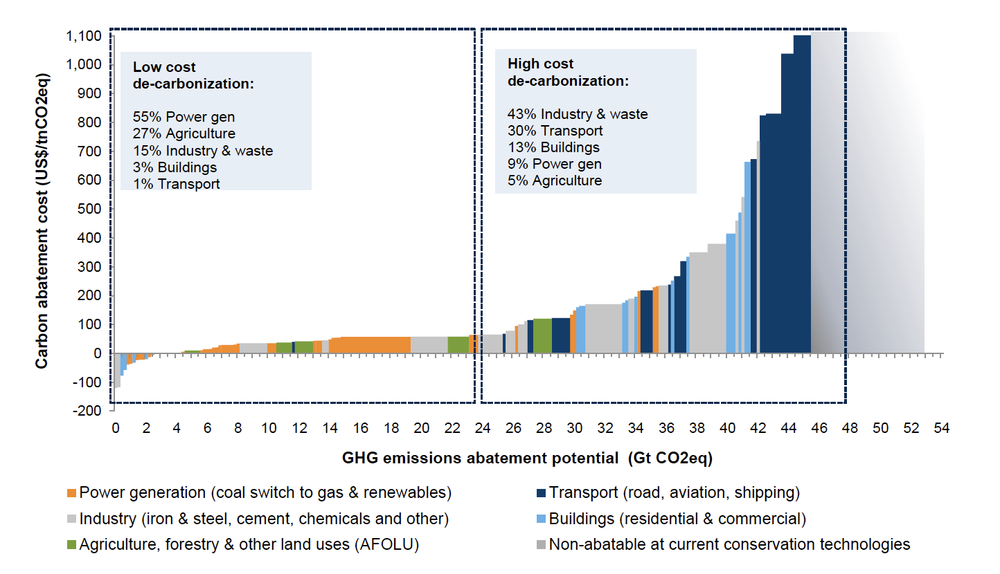 Carbon abatement cost (US$/tnCO2eq)
1,100
1,000
900
800
700
600
500
400
300
200
100
0
-100
-200
Low cost
de-carbonization:
55% Power gen
27% Agriculture
15% Industry & waste
3% Buildings
1% Transport
High cost
de-carbonization:
43% Industry & waste
30% Transport
13% Buildings
9% Power gen
5% Agriculture
0 2 4 6 8 10 12 14 16 18 20 22 24 26 28 30 32 34 36 38 40 42 44 46 48 50 52 54
GHG emissions abatement potential (Gt CO2eq)
Power generation (coal switch to gas & renewables)
Transport (road, aviation, shipping)
Industry (iron & steel, cement, chemicals and other)
Buildings (residential & commercial)
Agriculture, forestry & other land uses (AFOLU)
Non-abatable at current conservation technologies